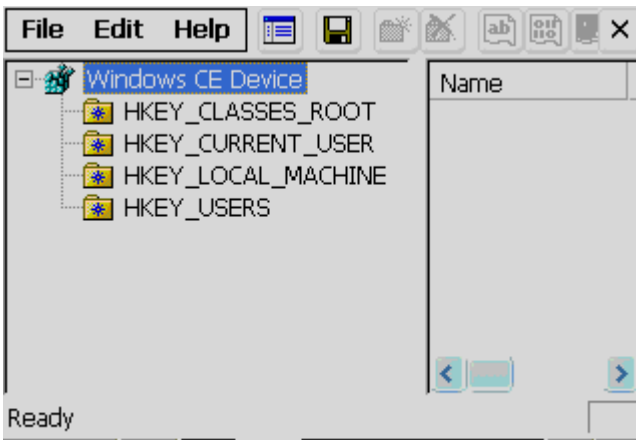 File Edit Help
Windows CE Device
HKEY_CLASSES_ROOT
HKEY_CURRENT_USER
HKEY_LOCAL_MACHINE
HKEY_USERS
Name
Ready